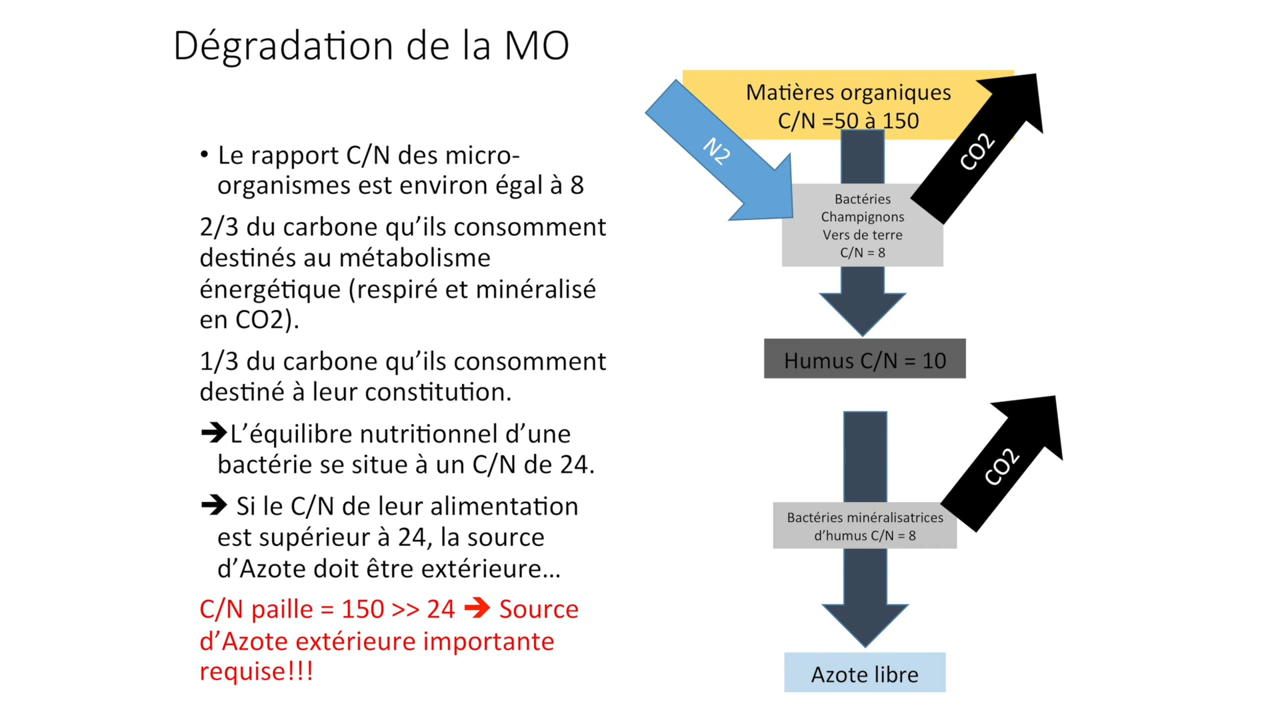 Dégradation de la MO
• Le rapport C/N des micro-
organismes est environ égal à 8
2/3 du carbone qu’ils consomment
destinés au métabolisme
énergétique (respiré et minéralisé
en CO2).
1/3 du carbone qu’ils consomment
destiné à leur constitution.
➔L’équilibre nutritionnel d’une
bactérie se situe à un C/N de 24.
➔ Si le C/N de leur alimentation
est supérieur à 24, la source
d’Azote doit être extérieure…
C/N paille = 150 >> 24 ➔ Source
d’Azote extérieure importante
requise!!!
Matières organiques
C/N =50 à 150
N2
CO2
Bactéries
Champignons
Vers de terre
C/N = 8
Humus C/N = 10
CO2
Bactéries minéralisatrices
d’humus C/N = 8
Azote libre